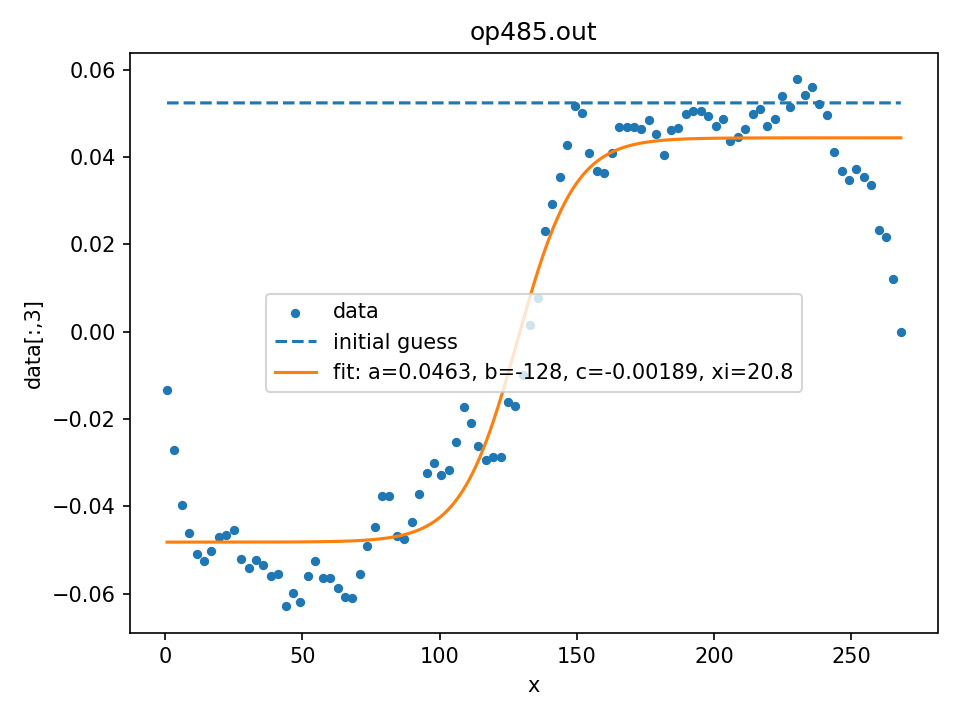 op485.out
0.06
0.04
0.02
0.00
−0.02
−0.04
−0.06
data[:,3]
data
initial guess
fit: a=0.0463, b=-128, c=-0.00189, xi=20.8
0 50 100 150 200 250
x